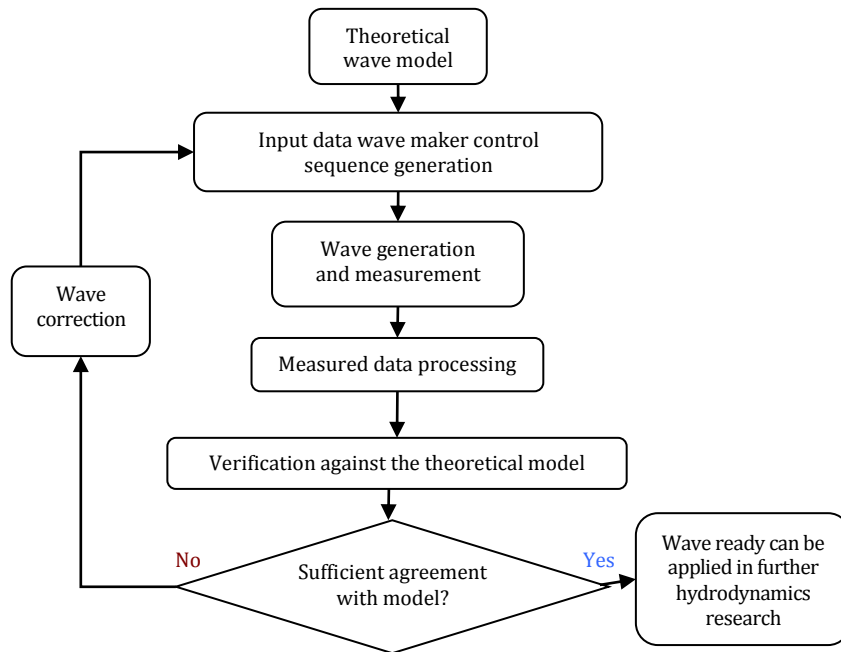 Theoretical
wave model
Input data wave maker control
sequence generation
Wave generation
and measurement
Wave
correction
Measured data processing
Verification against the theoretical model
No
Yes
Sufficient agreement
with model?
Wave ready can be
applied in further
hydrodynamics
research